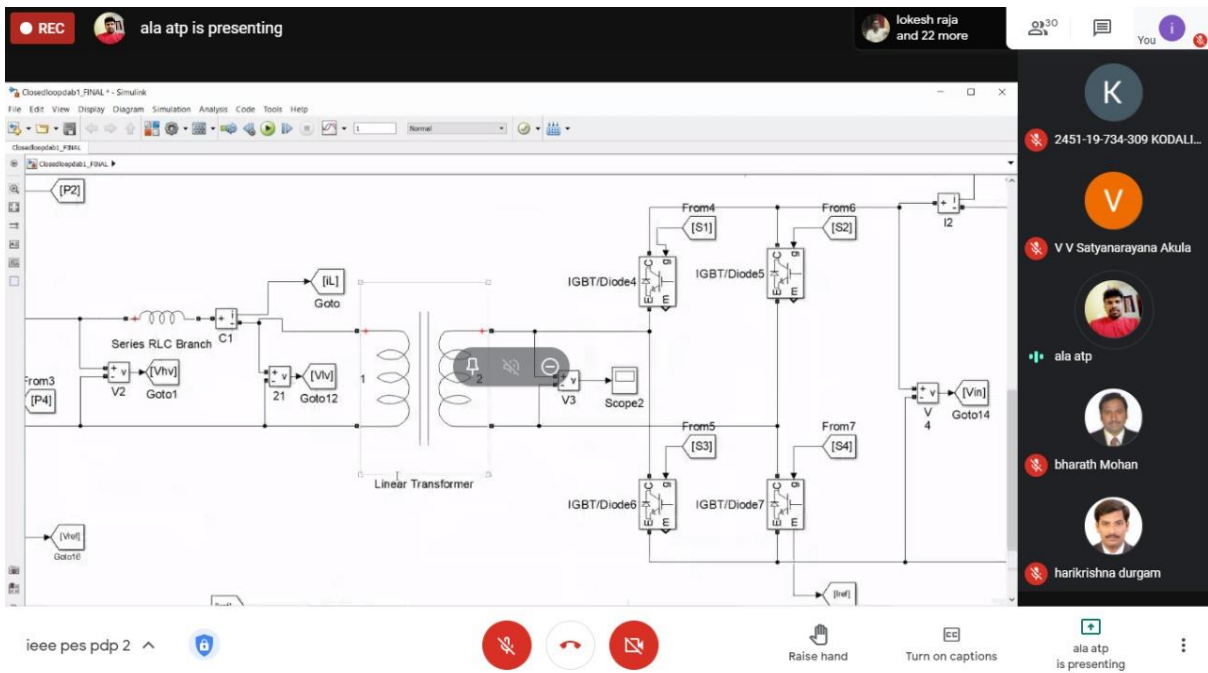 REC
ala atp is presenting
lokesh raja
and 22 more
30
You
i
Closedloopdab1_FINAL * - Simulink
File Edit View Display Diagram Simulation Analysis Code Tools Help
1
Normal
Closedloopdab1_FINAL
Closedloopdab1_FINAL
[P2]
From4
[S1]
From6
[S2]
+ i -
I2
IGBT/Diode4
C g
E m
IGBT/Diode5
C g
E m
[iL]
Goto
Series RLC Branch
+ i -
C1
+ v -
V2
[Vhv]
Goto1
+ v -
21
[Vlv]
Goto12
1
2
+ v -
V3
Scope2
From3
[P4]
+ v -
V
4
[Vin]
Goto14
From5
[S3]
From7
[S4]
Linear Transformer
IGBT/Diode6
C g
E m
IGBT/Diode7
C g
E m
[Vref]
Goto16
[Iref]
K
2451-19-734-309 KODALI...
V
V V Satyanarayana Akula
ala atp
bharath Mohan
harikrishna durgam
ieee pes pdp 2
Raise hand
CC
Turn on captions
ala atp
is presenting